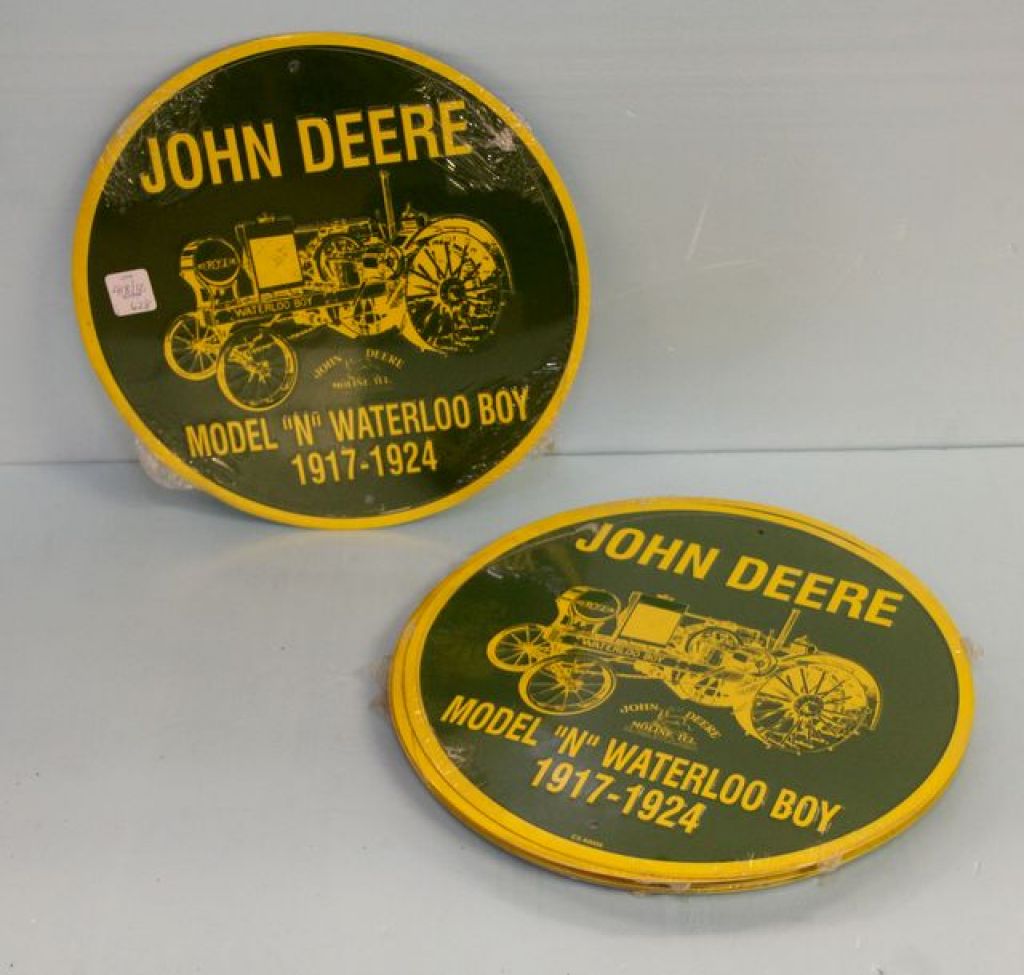 JOHN DEERE
KEROSENE
WATERLOO BOY
JOHN DEERE
MOLINE ILL.
MODEL "N" WATERLOO BOY
1917-1924
JOHN DEERE
WATERLOO BOY
JOHN DEERE
MOLINE ILL.
MODEL "N" WATERLOO BOY
1917-1924